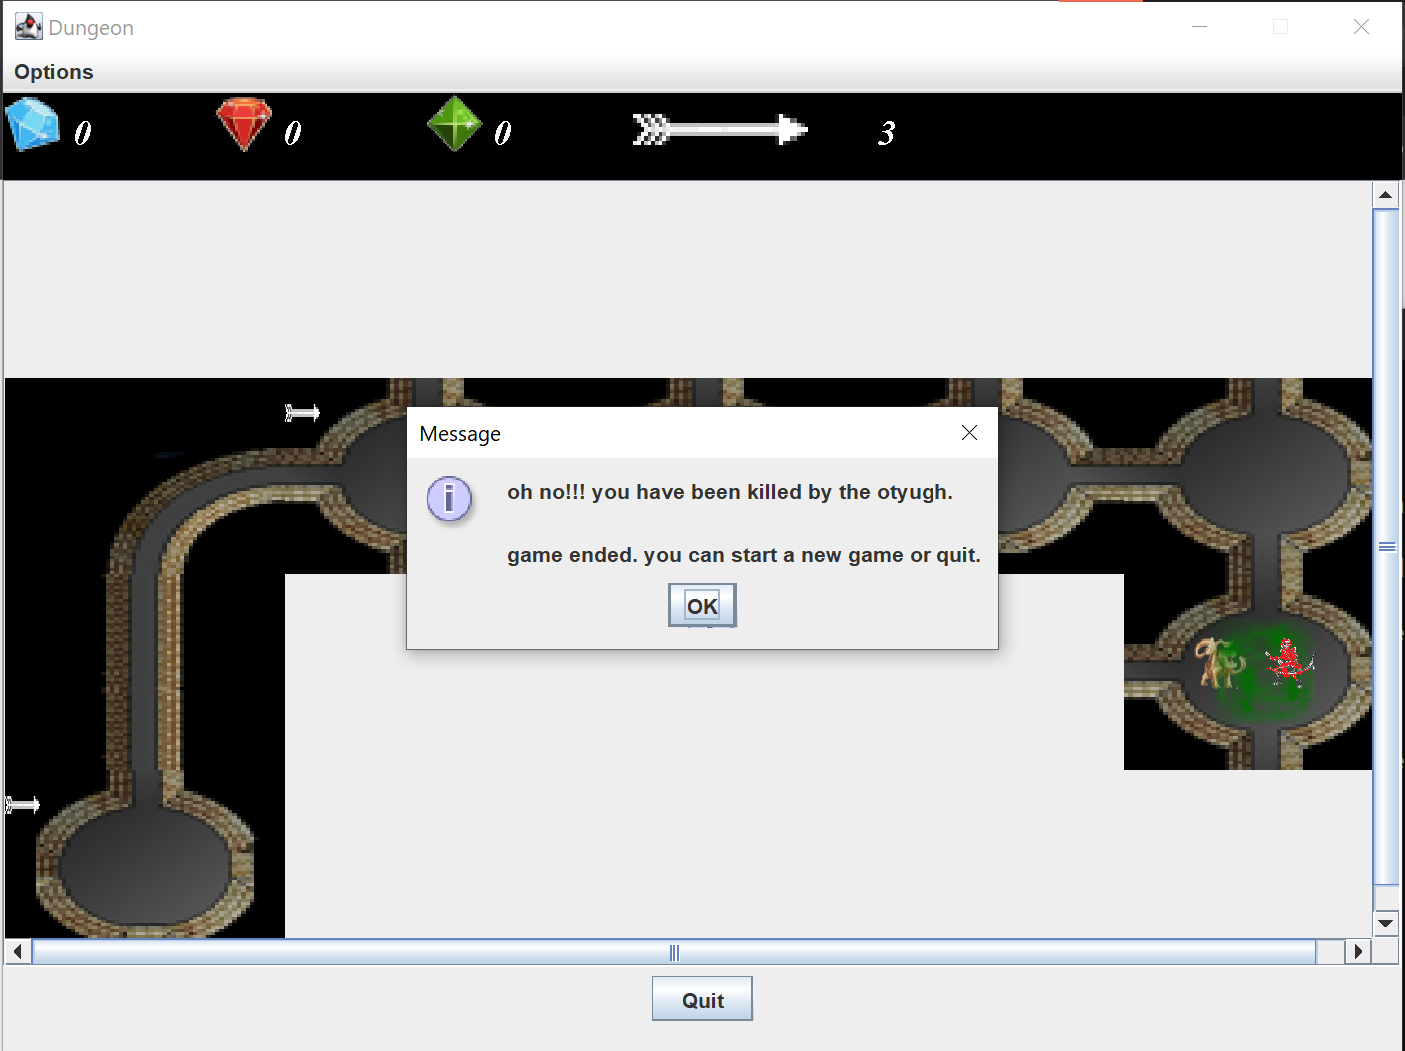 Dungeon
Options
0 0 0 3
Message
oh no!!! you have been killed by the otyugh.
game ended. you can start a new game or quit.
OK
Quit